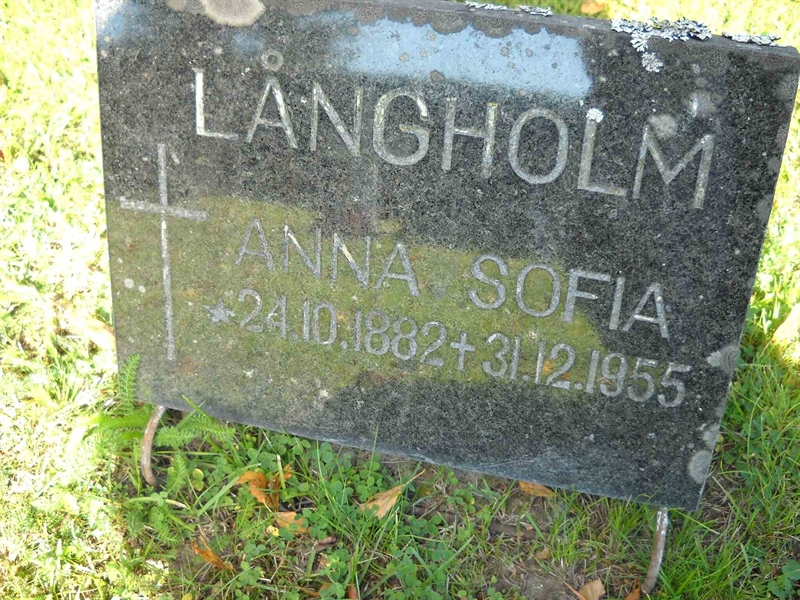 LÅNGHOLM
ANNA SOFIA
*24.10.1882 †31.12.1955